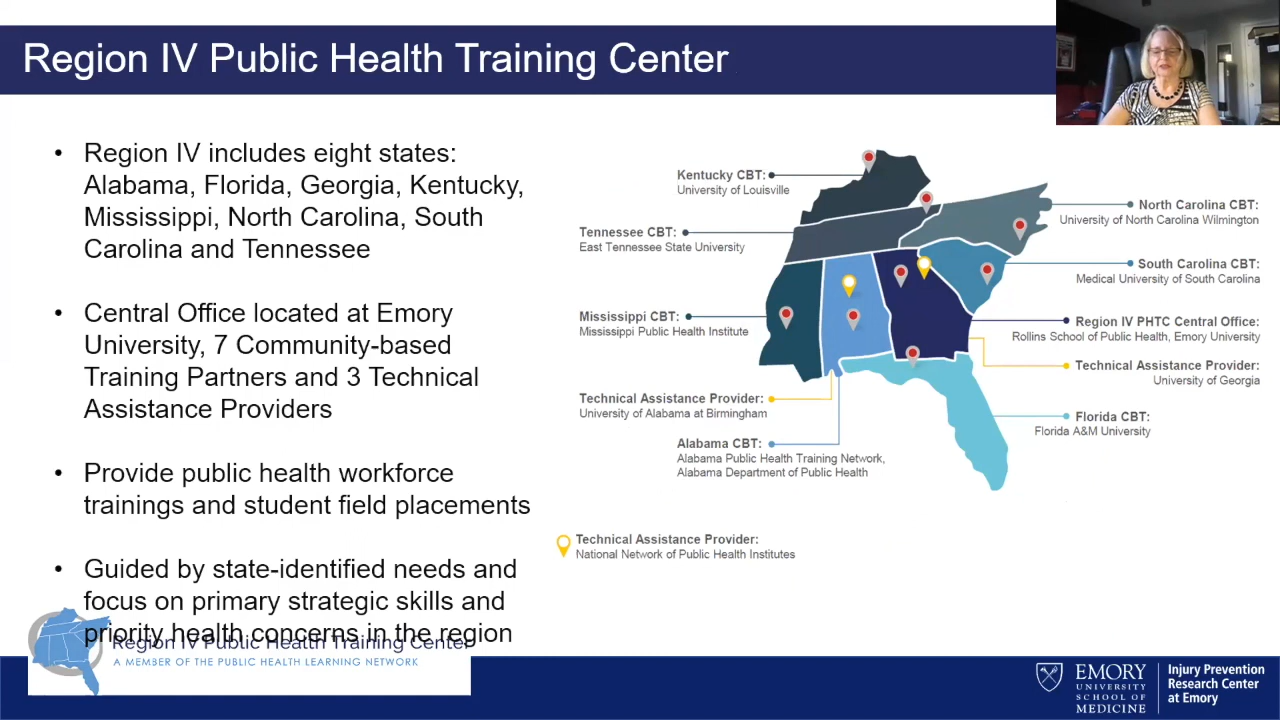 Region IV Public Health Training Center
• Region IV includes eight states:
Alabama, Florida, Georgia, Kentucky,
Mississippi, North Carolina, South
Carolina and Tennessee
• Central Office located at Emory
University, 7 Community-based
Training Partners and 3 Technical
Assistance Providers
• Provide public health workforce
trainings and student field placements
• Guided by state-identified needs and
focus on primary strategic skills and
priority health concerns in the region
Kentucky CBT:
University of Louisville
Tennessee CBT:
East Tennessee State University
Mississippi CBT:
Mississippi Public Health Institute
Technical Assistance Provider:
University of Alabama at Birmingham
Alabama CBT:
Alabama Public Health Training Network,
Alabama Department of Public Health
North Carolina CBT:
University of North Carolina Wilmington
South Carolina CBT:
Medical University of South Carolina
Region IV PHTC Central Office:
Rollins School of Public Health, Emory University
Technical Assistance Provider:
University of Georgia
Florida CBT:
Florida A&M University
Technical Assistance Provider:
National Network of Public Health Institutes
Region IV Public Health Training Center
A MEMBER OF THE PUBLIC HEALTH LEARNING NETWORK
EMORY
UNIVERSITY
SCHOOL OF
MEDICINE
Injury Prevention
Research Center
at Emory